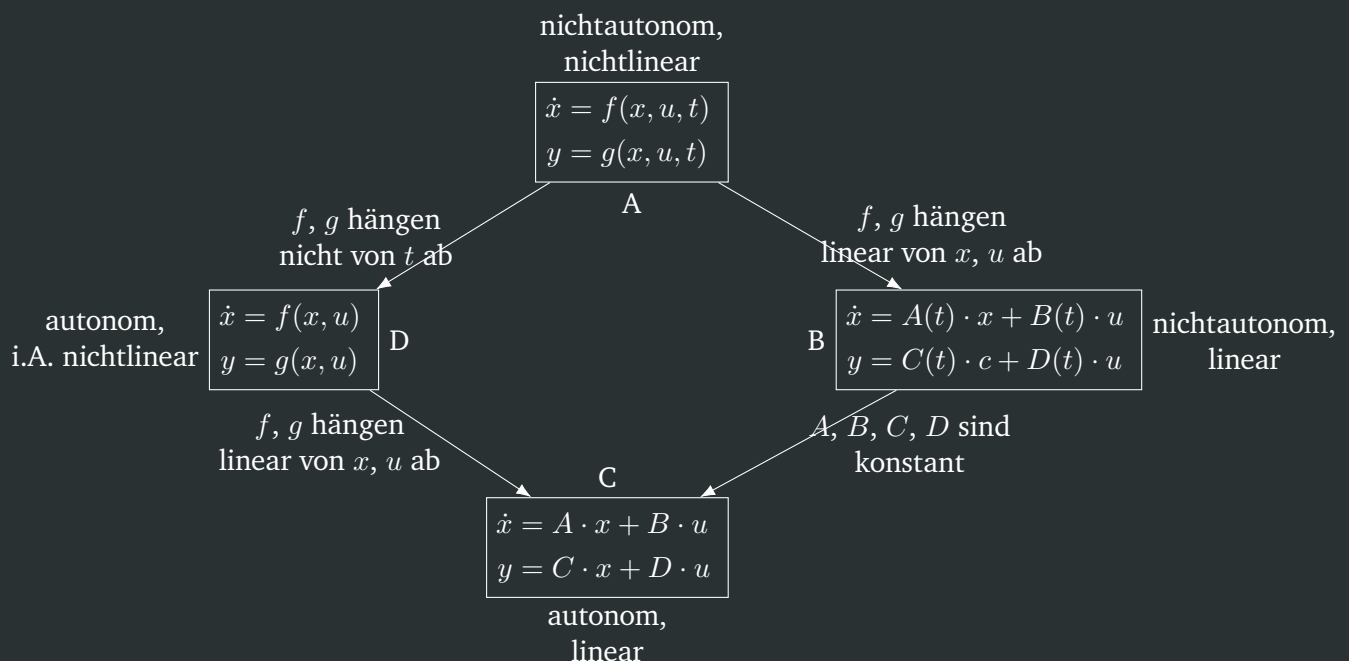 nichtautonom,
nichtlinear
ẋ = f(x, u, t)
y = g(x, u, t)
A
f, g hängen
nicht von t ab
f, g hängen
linear von x, u ab
autonom,
i.A. nichtlinear
ẋ = f(x, u)
y = g(x, u)
D
B
ẋ = A(t) · x + B(t) · u
y = C(t) · c + D(t) · u
nichtautonom,
linear
f, g hängen
linear von x, u ab
A, B, C, D sind
konstant
C
ẋ = A · x + B · u
y = C · x + D · u
autonom,
linear